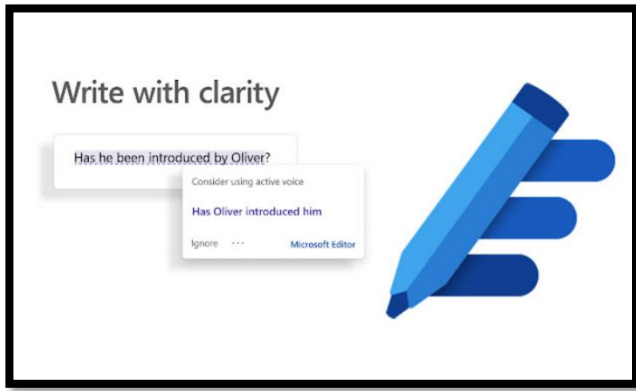 Write with clarity
Has he been introduced by Oliver?
Consider using active voice
Has Oliver introduced him
Ignore ··· Microsoft Editor